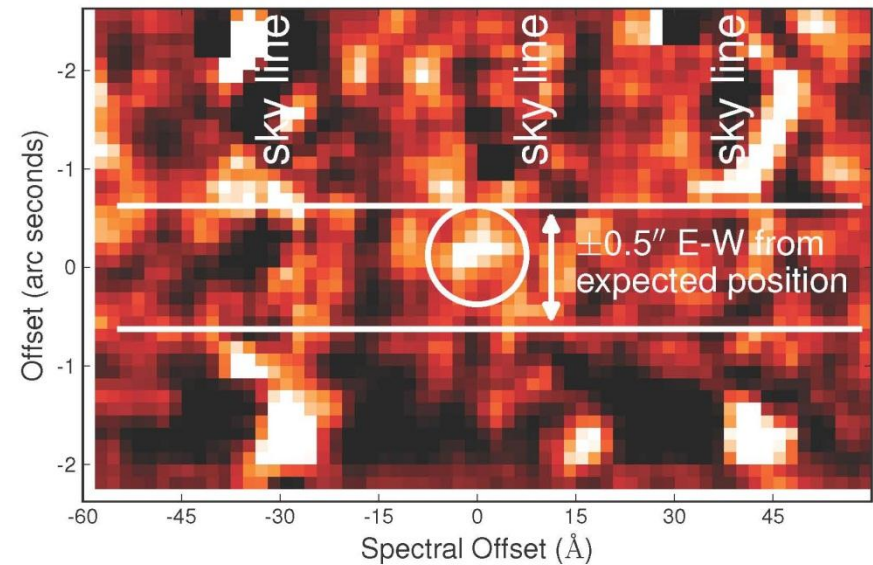 sky line
sky line
sky line
±0.5″ E-W from
expected position
Offset (arc seconds)
-2
-1
0
-1
-2
-60
-45
-30
-15
0
15
30
45
Spectral Offset (Å)